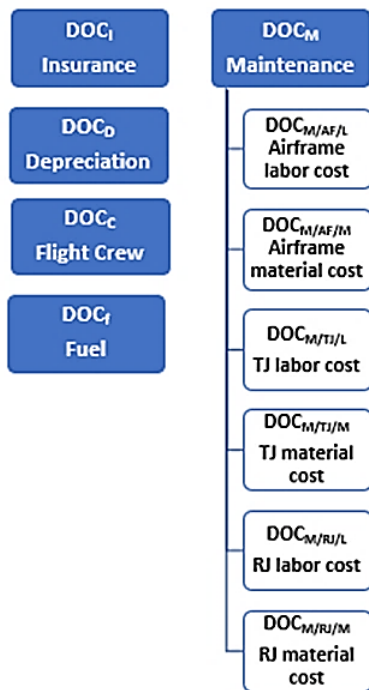 DOC_I
Insurance
DOC_D
Depreciation
DOC_C
Flight Crew
DOC_f
Fuel
DOC_M
Maintenance
DOC_M/AF/L
Airframe
labor cost
DOC_M/AF/M
Airframe
material cost
DOC_M/TJ/L
TJ labor cost
DOC_M/TJ/M
TJ material
cost
DOC_M/RJ/L
RJ labor cost
DOC_M/RJ/M
RJ material
cost